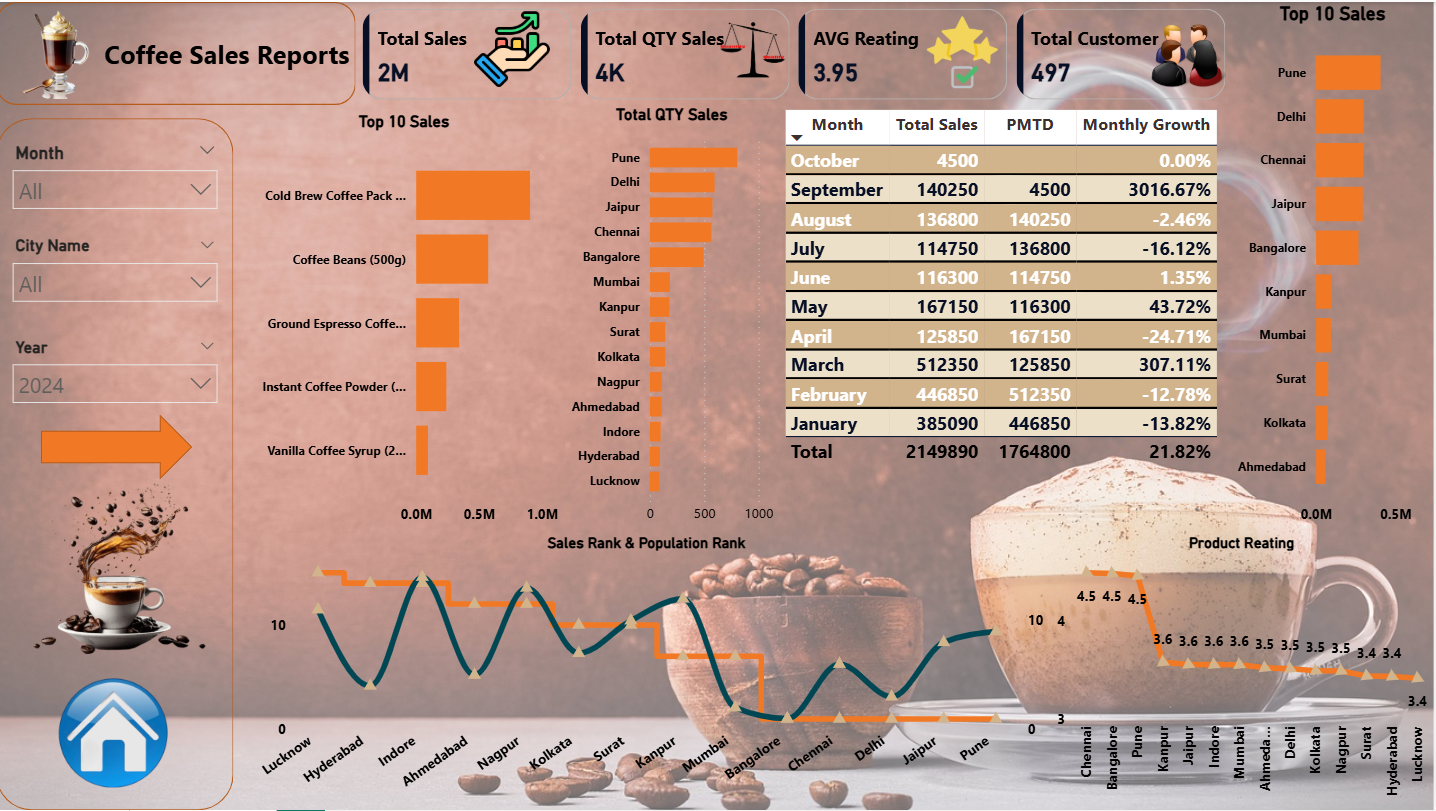 Coffee Sales Reports
Total Sales
2M
Total QTY Sales
4K
AVG Reating
3.95
Total Customer
497
Month
All
City Name
All
Year
2024
Top 10 Sales
Cold Brew Coffee Pack ...
Coffee Beans (500g)
Ground Espresso Coffe...
Instant Coffee Powder (...
Vanilla Coffee Syrup (2...
0.0M 0.5M 1.0M
Total QTY Sales
Pune
Delhi
Jaipur
Chennai
Bangalore
Mumbai
Kanpur
Surat
Kolkata
Nagpur
Ahmedabad
Indore
Hyderabad
Lucknow
0 500 1000
Month Total Sales PMTD Monthly Growth
October 4500 0.00%
September 140250 4500 3016.67%
August 136800 140250 -2.46%
July 114750 136800 -16.12%
June 116300 114750 1.35%
May 167150 116300 43.72%
April 125850 167150 -24.71%
March 512350 125850 307.11%
February 446850 512350 -12.78%
January 385090 446850 -13.82%
Total 2149890 1764800 21.82%
Top 10 Sales
Pune
Delhi
Chennai
Jaipur
Bangalore
Kanpur
Mumbai
Surat
Kolkata
Ahmedabad
0.0M 0.5M
Sales Rank & Population Rank
10 10
0 0
Lucknow Hyderabad Indore Ahmedabad Nagpur Kolkata Surat Kanpur Mumbai Bangalore Chennai Delhi Jaipur Pune
Product Reating
4
3
4.5 4.5 4.5 3.6 3.6 3.6 3.6 3.5 3.5 3.5 3.5 3.4 3.4 3.4
Chennai Bangalore Pune Kanpur Jaipur Indore Mumbai Ahmeda... Delhi Kolkata Nagpur Surat Hyderabad Lucknow